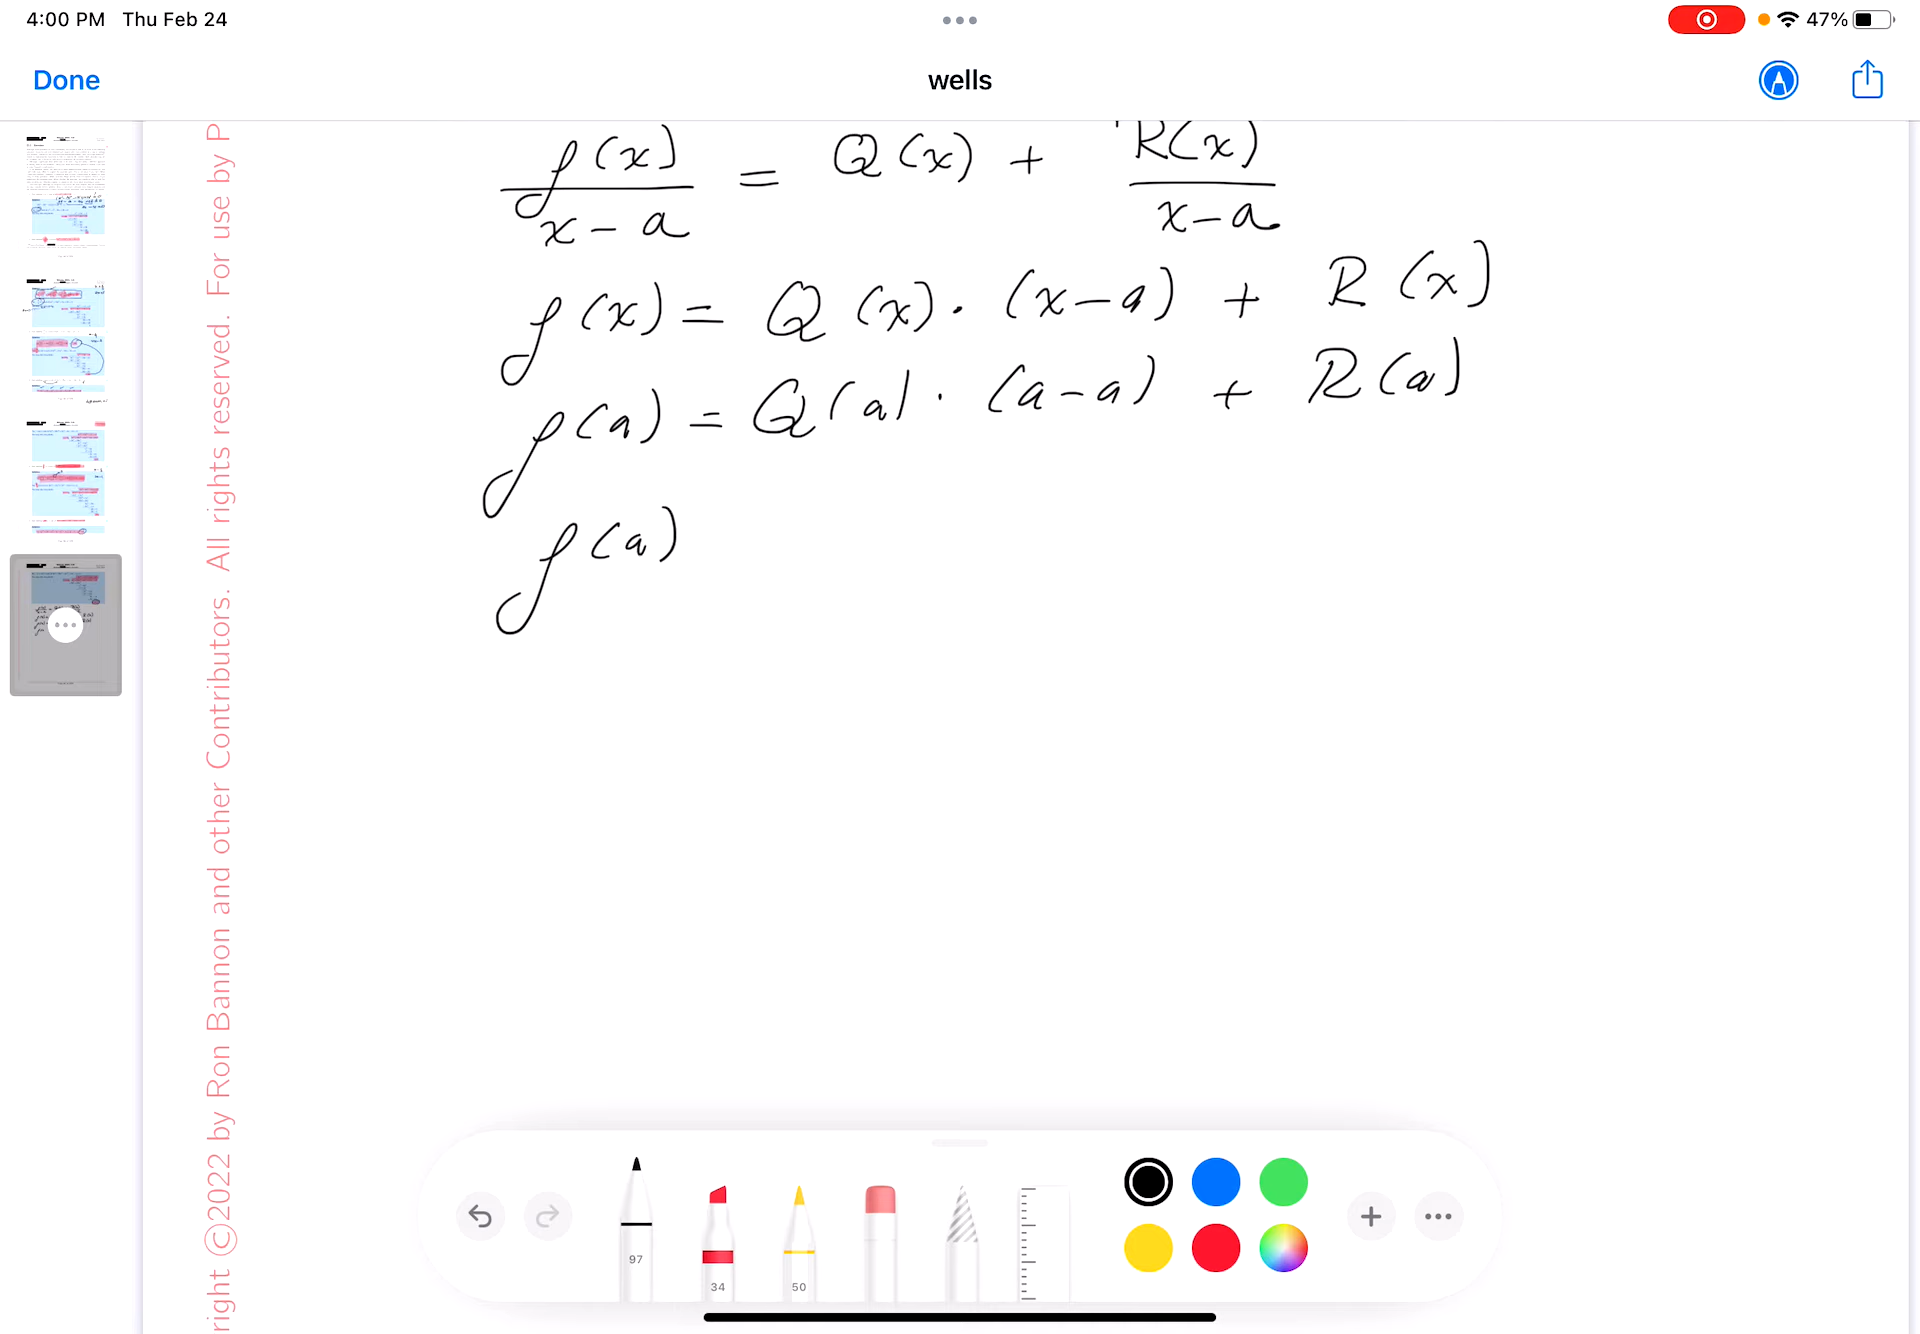 4:00 PM Thu Feb 24
47%
Done
wells
right ©2022 by Ron Bannon and other Contributors. All rights reserved. For use by P
f(x)/(x-a) = Q(x) + R(x)/(x-a)
f(x) = Q(x) · (x-a) + R(x)
f(a) = Q(a) · (a-a) + R(a)
f(a)
97
34
50